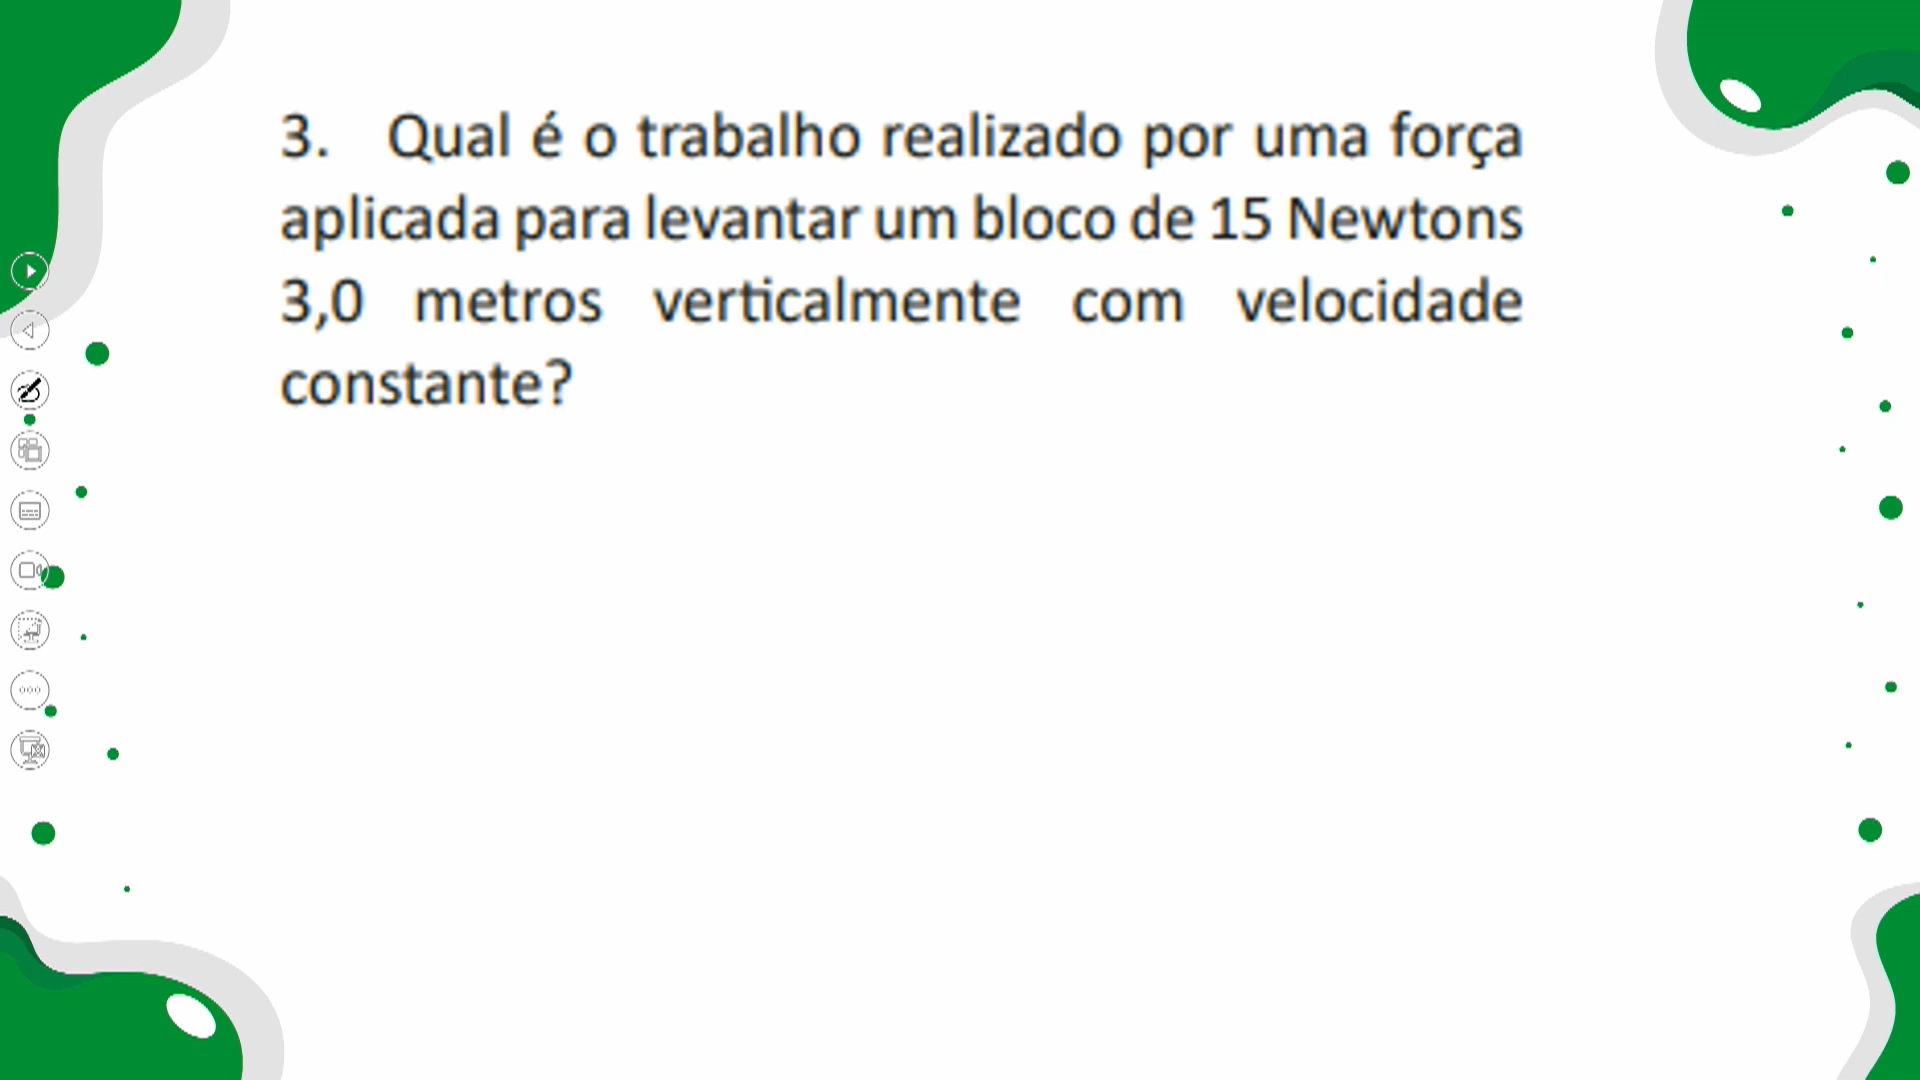 3. Qual é o trabalho realizado por uma força
aplicada para levantar um bloco de 15 Newtons
3,0 metros verticalmente com velocidade
constante?